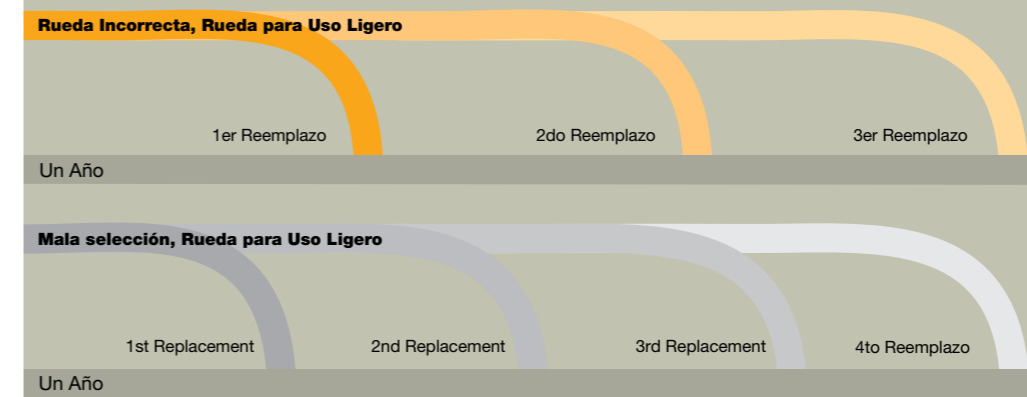 Rueda Incorrecta, Rueda para Uso Ligero
1er Reemplazo 2do Reemplazo 3er Reemplazo
Un Año
Mala selección, Rueda para Uso Ligero
1st Replacement 2nd Replacement 3rd Replacement 4to Reemplazo
Un Año